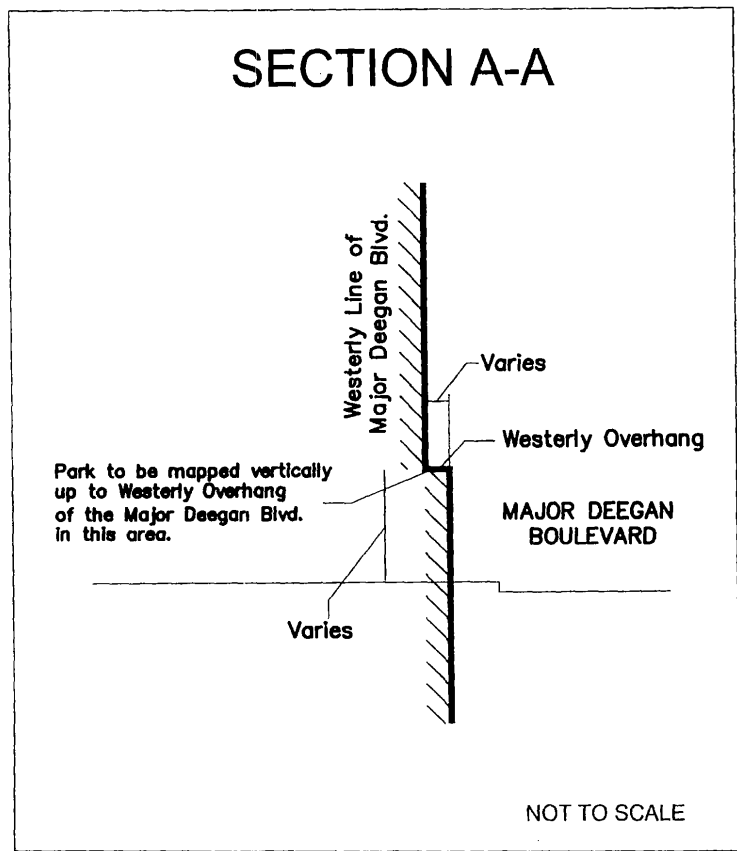 SECTION A-A
Westerly Line of
Major Deegan Blvd.
Varies
Westerly Overhang
Park to be mapped vertically
up to Westerly Overhang
of the Major Deegan Blvd.
in this area.
MAJOR DEEGAN
BOULEVARD
Varies
NOT TO SCALE